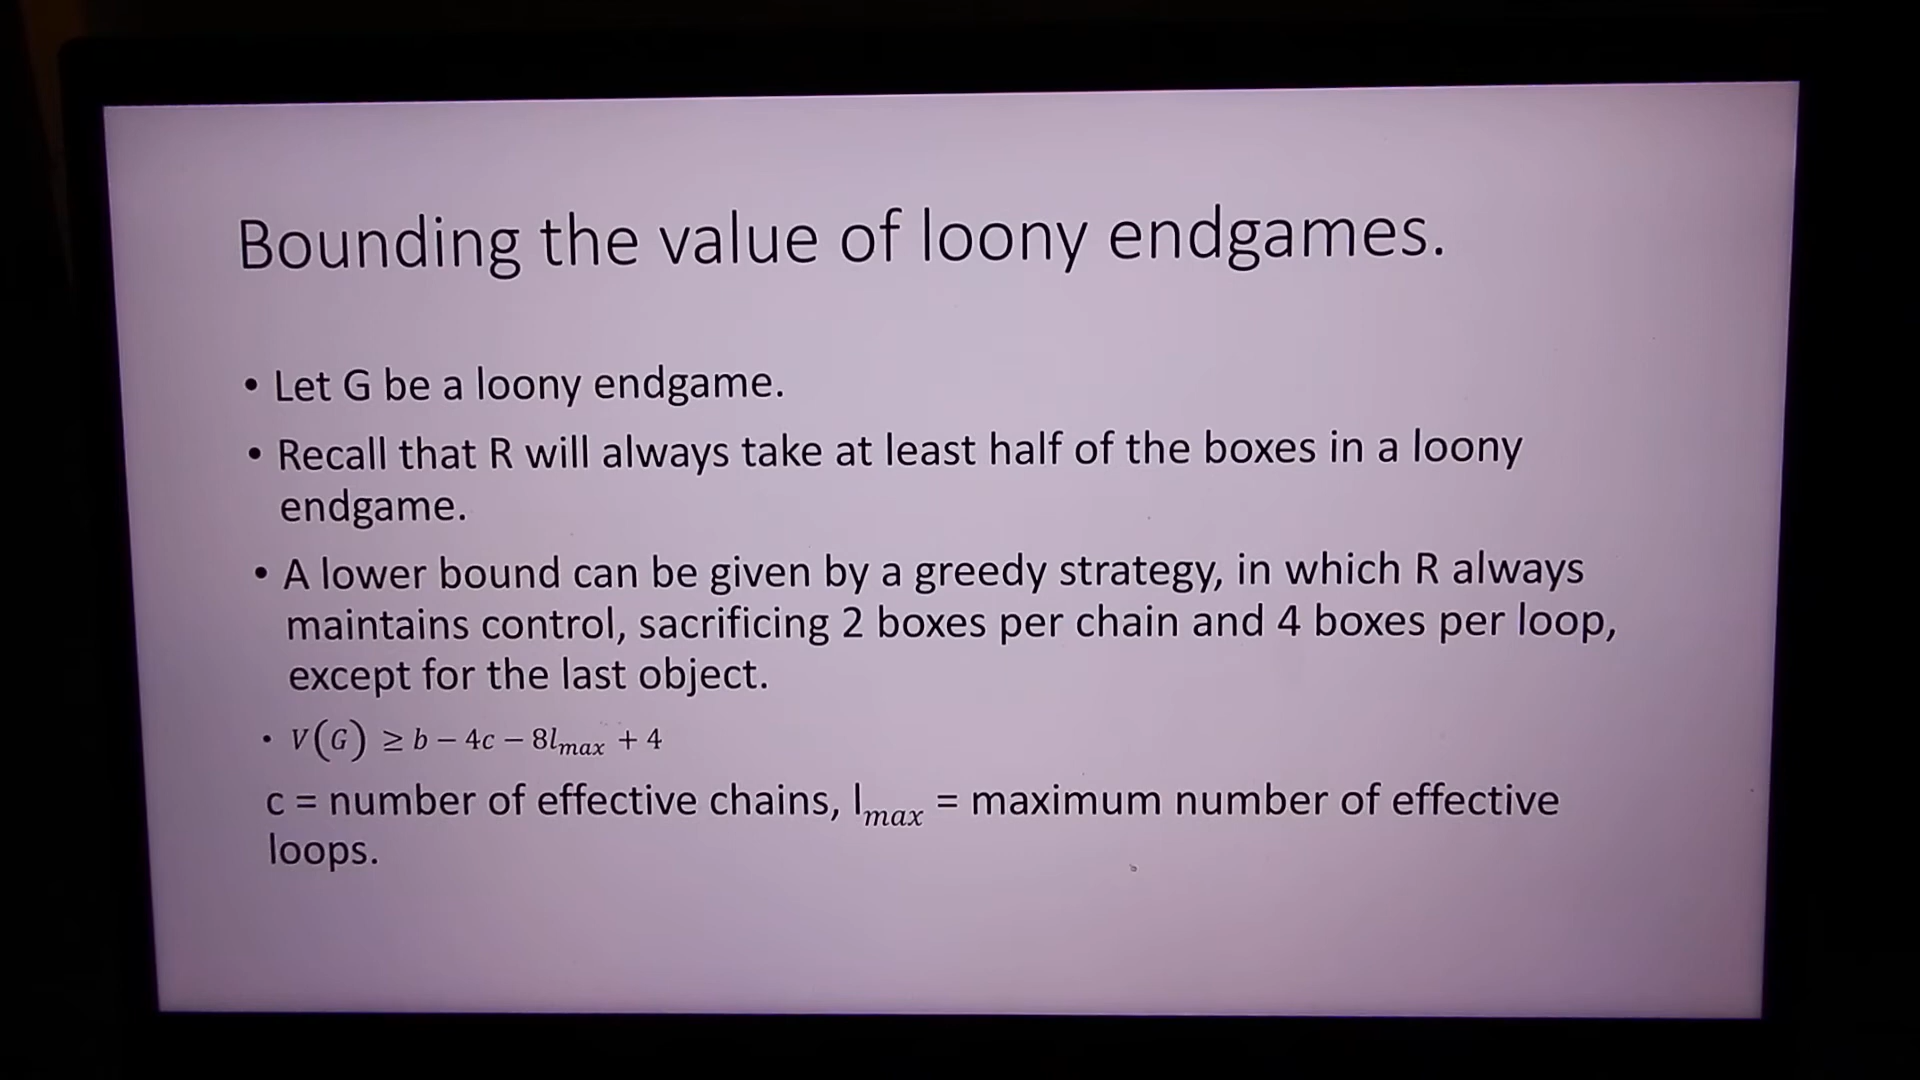 Bounding the value of loony endgames.
• Let G be a loony endgame.
• Recall that R will always take at least half of the boxes in a loony
endgame.
• A lower bound can be given by a greedy strategy, in which R always
maintains control, sacrificing 2 boxes per chain and 4 boxes per loop,
except for the last object.
• V(G) ≥ b − 4c − 8l_max + 4
c = number of effective chains, l_max = maximum number of effective
loops.